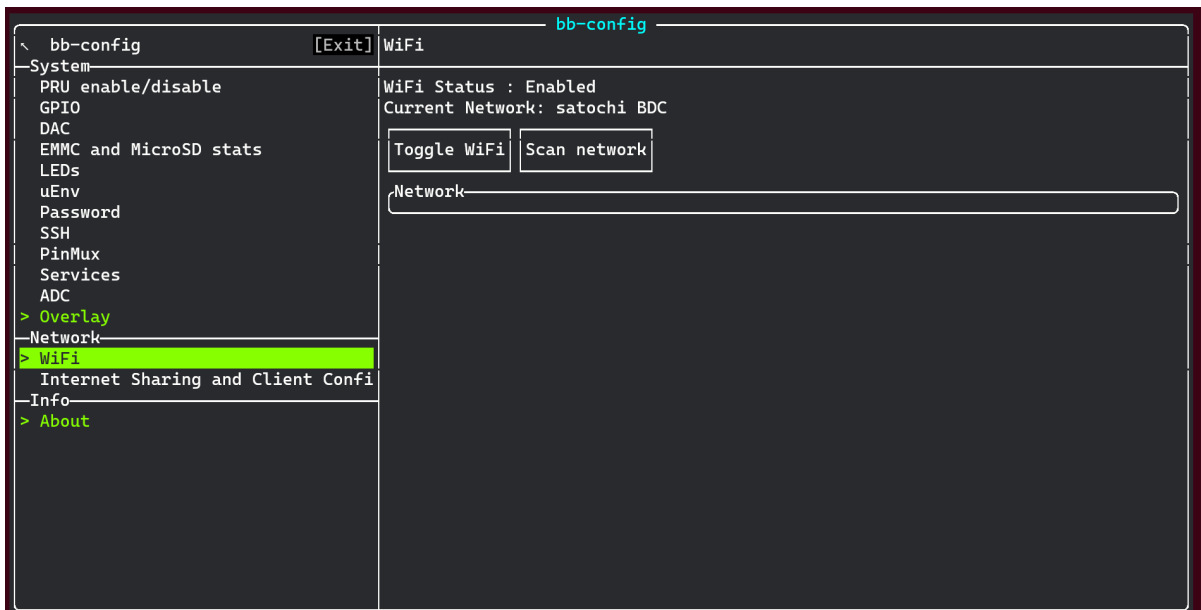 bb-config
bb-config [Exit]
System
PRU enable/disable
GPIO
DAC
EMMC and MicroSD stats
LEDs
uEnv
Password
SSH
PinMux
Services
ADC
> Overlay
Network
> WiFi
Internet Sharing and Client Confi
Info
> About
WiFi
WiFi Status : Enabled
Current Network: satochi BDC
Toggle WiFi Scan network
Network